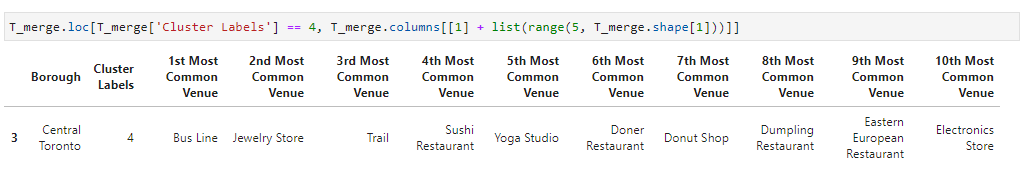 T_merge.loc[T_merge['Cluster Labels'] == 4, T_merge.columns[[1] + list(range(5, T_merge.shape[1]))]]
Borough Cluster Labels 1st Most Common Venue 2nd Most Common Venue 3rd Most Common Venue 4th Most Common Venue 5th Most Common Venue 6th Most Common Venue 7th Most Common Venue 8th Most Common Venue 9th Most Common Venue 10th Most Common Venue
3 Central Toronto 4 Bus Line Jewelry Store Trail Sushi Restaurant Yoga Studio Doner Restaurant Donut Shop Dumpling Restaurant Eastern European Restaurant Electronics Store